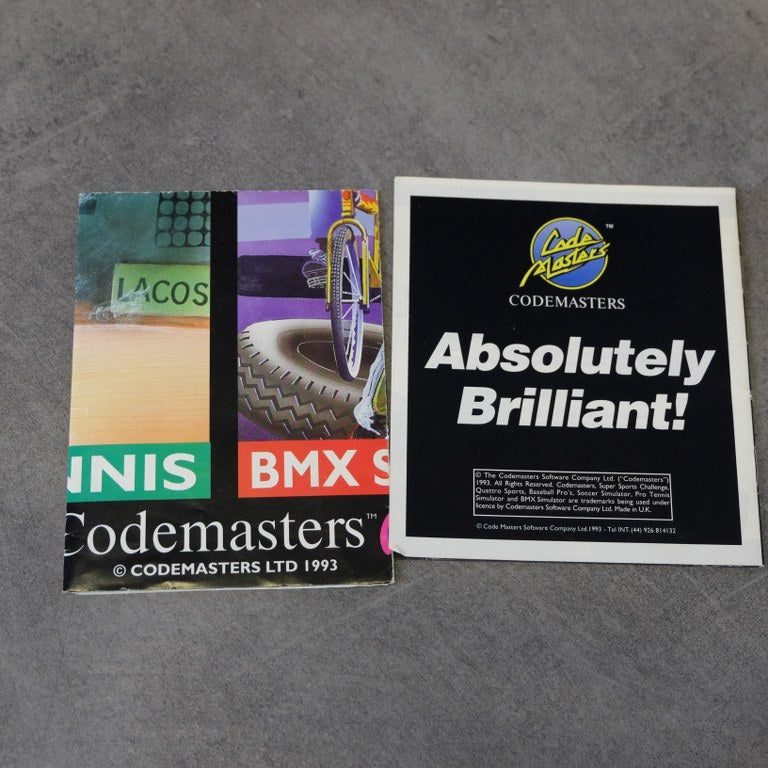 LACOS
NNIS
BMX S
Codemasters™
© CODEMASTERS LTD 1993
Code Masters ™
CODEMASTERS
Absolutely
Brilliant!
© The Codemasters Software Company Ltd. ("Codemasters")
1993. All Rights Reserved. Codemasters, Super Sports Challenge,
Quattro Sports, Baseball Pro's, Soccer Simulator, Pro Tennis
Simulator and BMX Simulator are trademarks being used under
licence by Codemasters Software Company Ltd. Made in U.K.
© Code Masters Software Company Ltd. 1993 - Tel INT. (44) 926 814132